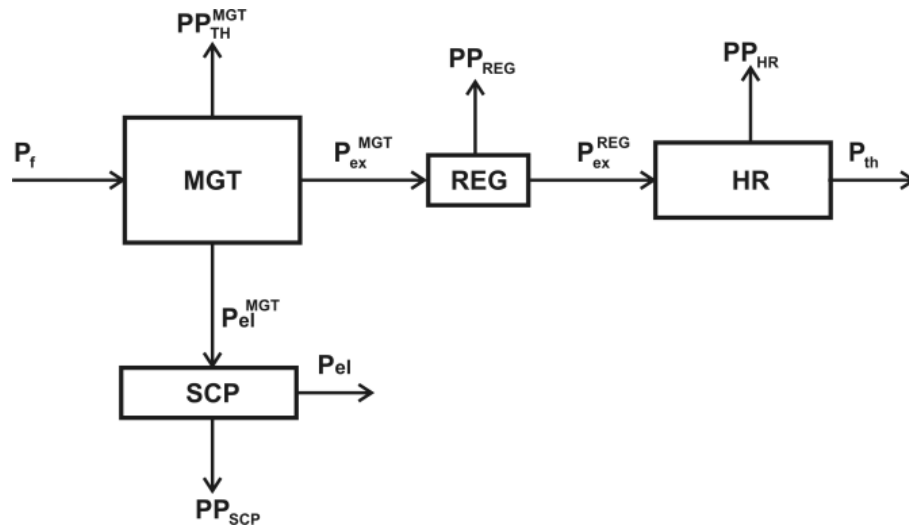 PP_TH^MGT
PP_REG
PP_HR
P_f
MGT
P_ex^MGT
REG
P_ex^REG
HR
P_th
P_el^MGT
SCP
P_el
PP_SCP